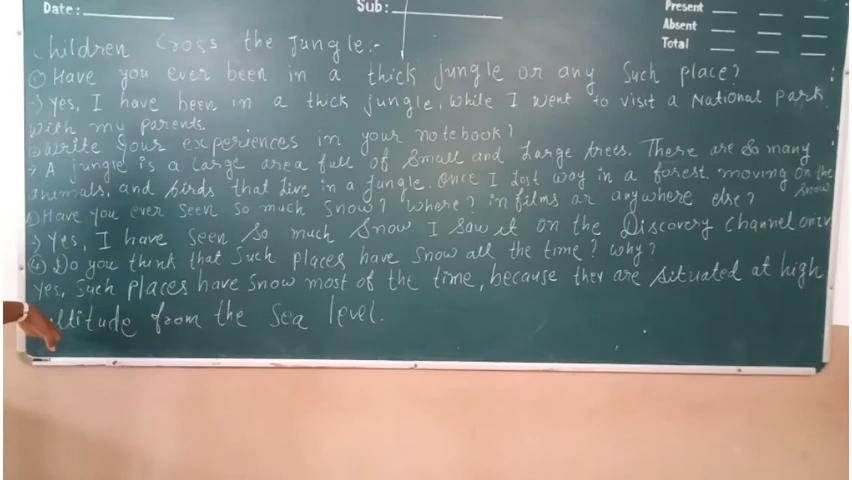 Date: Sub: Present
Absent
Total
Children Cross the Jungle:-
① Have you ever been in a thick jungle or any Such place?
→ Yes, I have been in a thick jungle, while I went to visit a National Park
with my parents.
② Write your experiences in your notebook?
→ A jungle is a large area full of Small and Large trees. There are So many
animals, and birds that live in a jungle. Once I Lost way in a forest moving on the
Snow
③ Have you ever seen so much snow? Where? in films or anywhere else?
→ Yes, I have seen so much Snow I Saw it on the Discovery Channel on TV
④ Do you think that such places have snow all the time? Why?
Yes, Such places have snow most of the time, because they are situated at high
altitude from the sea level.